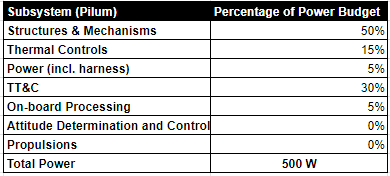 Subsystem (Pilum) Percentage of Power Budget
Structures & Mechanisms 50%
Thermal Controls 15%
Power (incl. harness) 5%
TT&C 30%
On-board Processing 5%
Attitude Determination and Control 0%
Propulsions 0%
Total Power 500 W